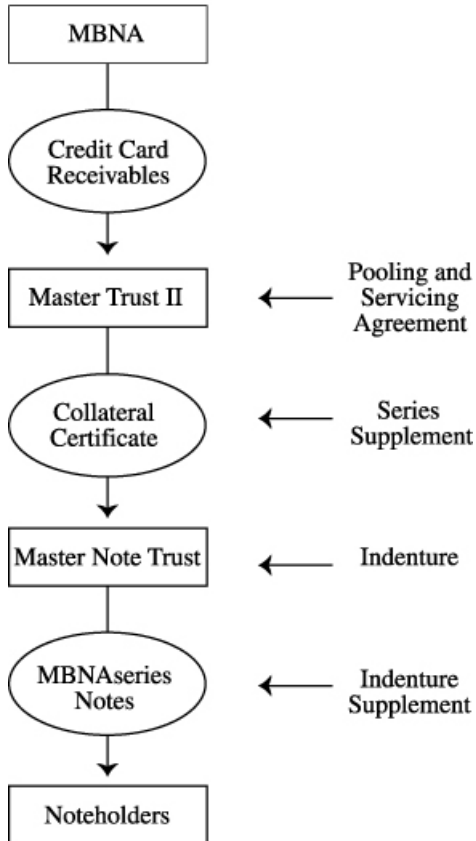 MBNA
Credit Card
Receivables
Master Trust II
Pooling and
Servicing
Agreement
Collateral
Certificate
Series
Supplement
Master Note Trust
Indenture
MBNAseries
Notes
Indenture
Supplement
Noteholders